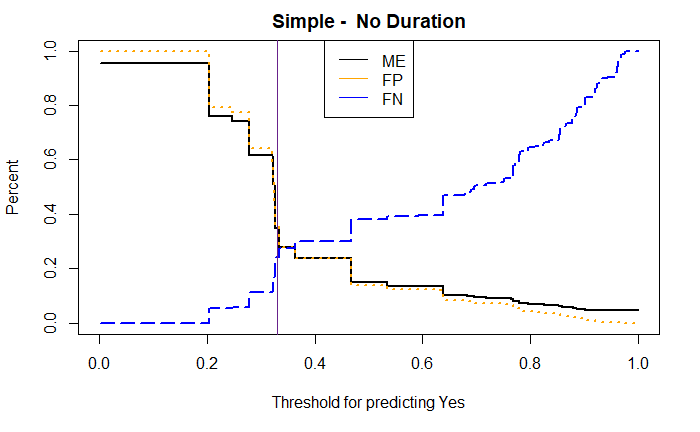 Simple -  No Duration
ME
FP
FN
Percent
0.0 0.2 0.4 0.6 0.8 1.0
0.0 0.2 0.4 0.6 0.8 1.0
Threshold for predicting Yes